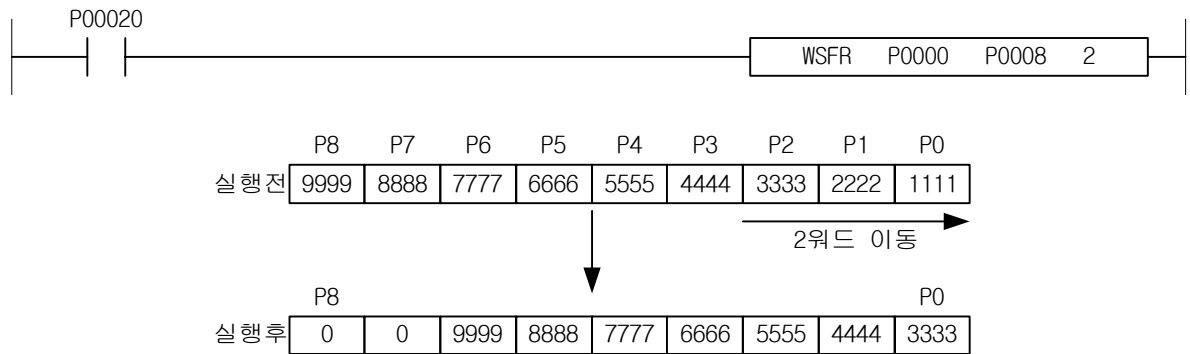 P00020
WSFR P0000 P0008 2
P8 P7 P6 P5 P4 P3 P2 P1 P0
실행전 9999 8888 7777 6666 5555 4444 3333 2222 1111
2워드 이동
P8 P0
실행후 0 0 9999 8888 7777 6666 5555 4444 3333